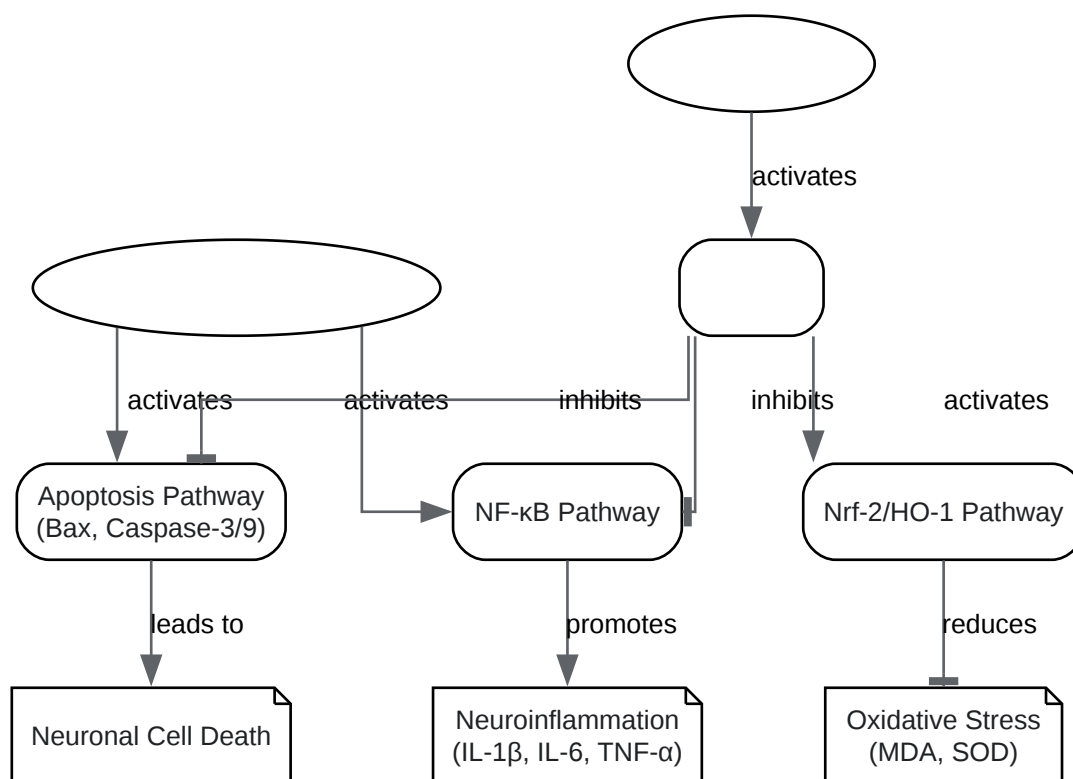 activates
activates
activates
inhibits
inhibits
activates
Apoptosis Pathway
(Bax, Caspase-3/9)
NF-κB Pathway
Nrf-2/HO-1 Pathway
leads to
promotes
reduces
Neuronal Cell Death
Neuroinflammation
(IL-1β, IL-6, TNF-α)
Oxidative Stress
(MDA, SOD)